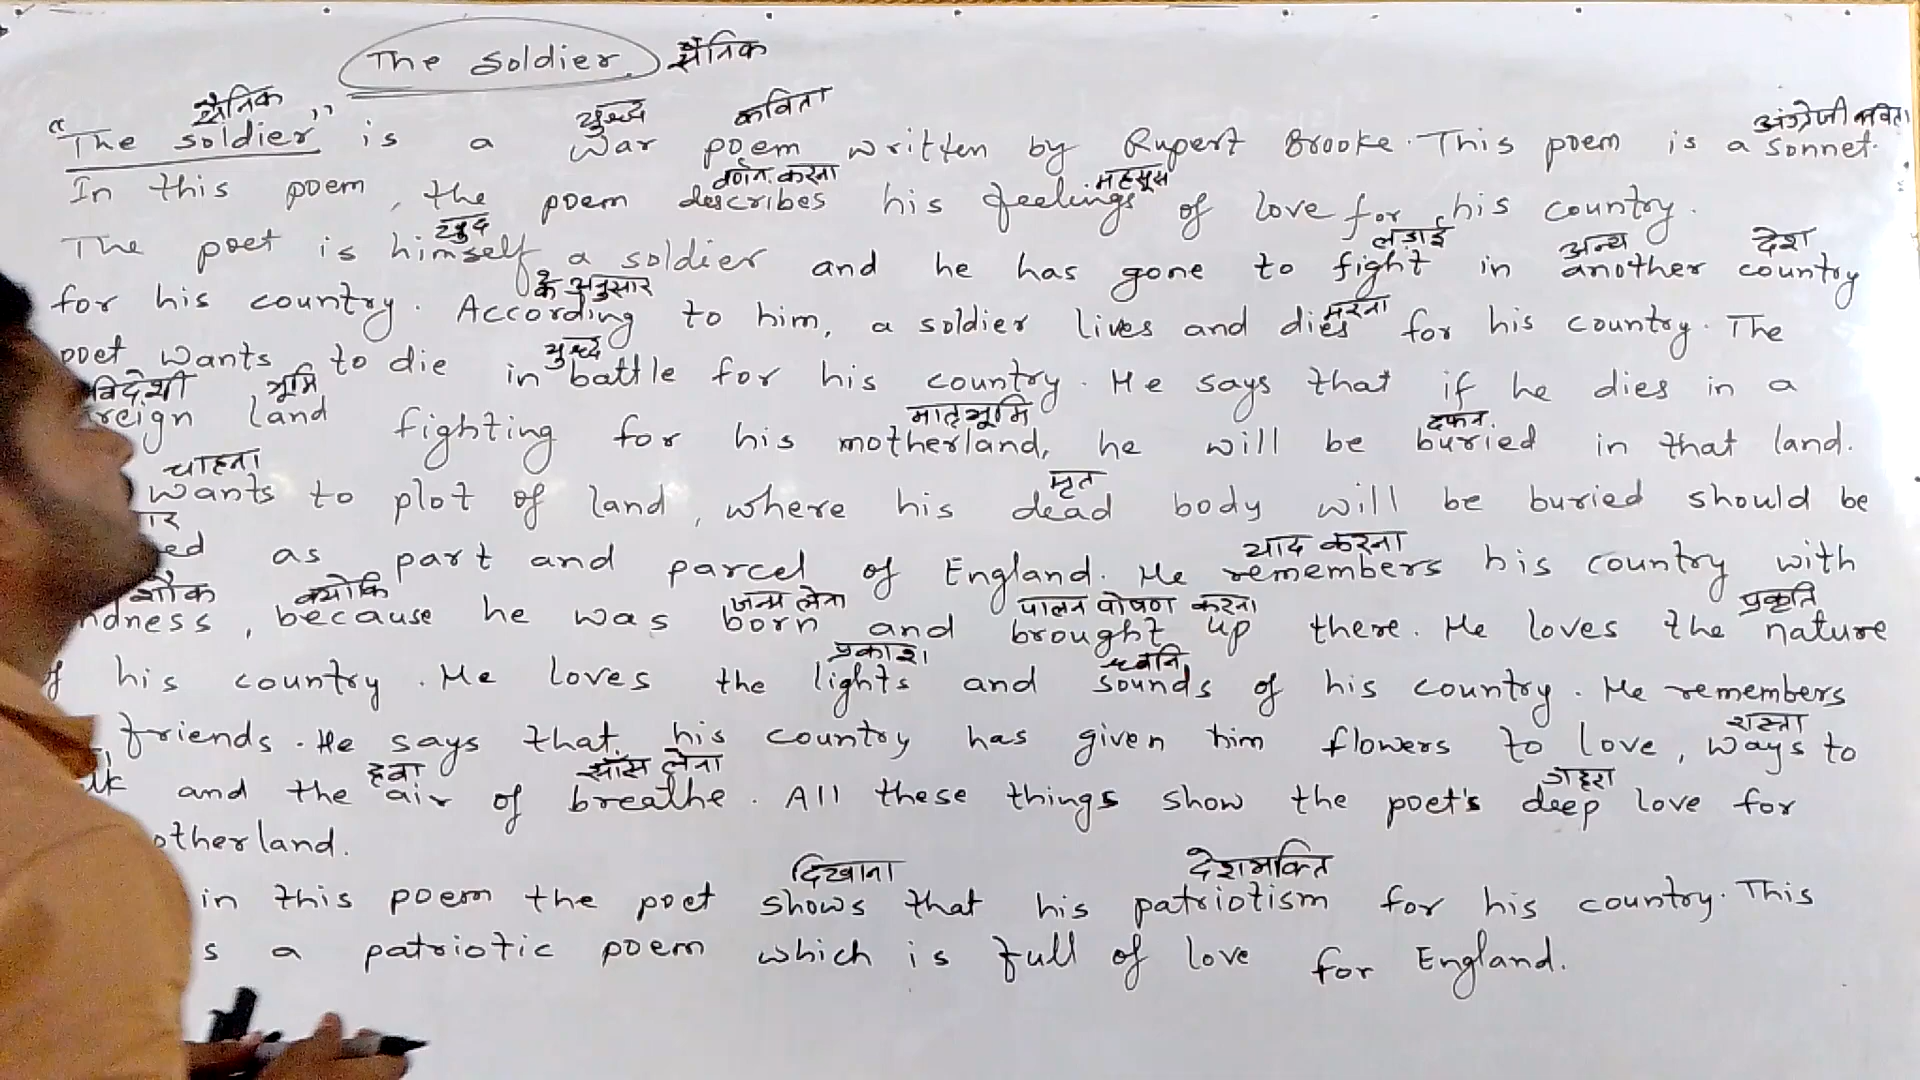 The Soldier. सैनिक
सैनिक युद्ध कविता अंग्रेजी कविता
"The soldier" is a war poem written by Rupert Brooke. This poem is a sonnet.
वर्णन करना महसूस
In this poem, the poem describes his feelings of love for his country.
खुद लड़ाई अन्य देश
The poet is himself a soldier and he has gone to fight in another country
के अनुसार मरना
for his country. According to him, a soldier lives and dies for his country. The
युद्ध
poet wants to die in battle for his country. He says that if he dies in a
विदेशी भूमि मातृभूमि दफन
reign land fighting for his motherland, he will be buried in that land.
चाहना मृत
wants to plot of land, where his dead body will be buried should be
याद करना
ed as part and parcel of England. He remembers his country with
शौक क्योकि जन्म लेना पालन पोषण करना प्रकृति
ndness, because he was born and brought up there. He loves the nature
प्रकाश ध्वनि
f his country. He loves the lights and sounds of his country. He remembers
रास्ता
friends. He says that his country has given him flowers to love, ways to
हवा साँस लेना गहरा
lk and the air of breathe. All these things show the poet's deep love for
otherland.
दिखाना देशभक्ति
in this poem the poet shows that his patriotism for his country. This
s a patriotic poem which is full of love for England.